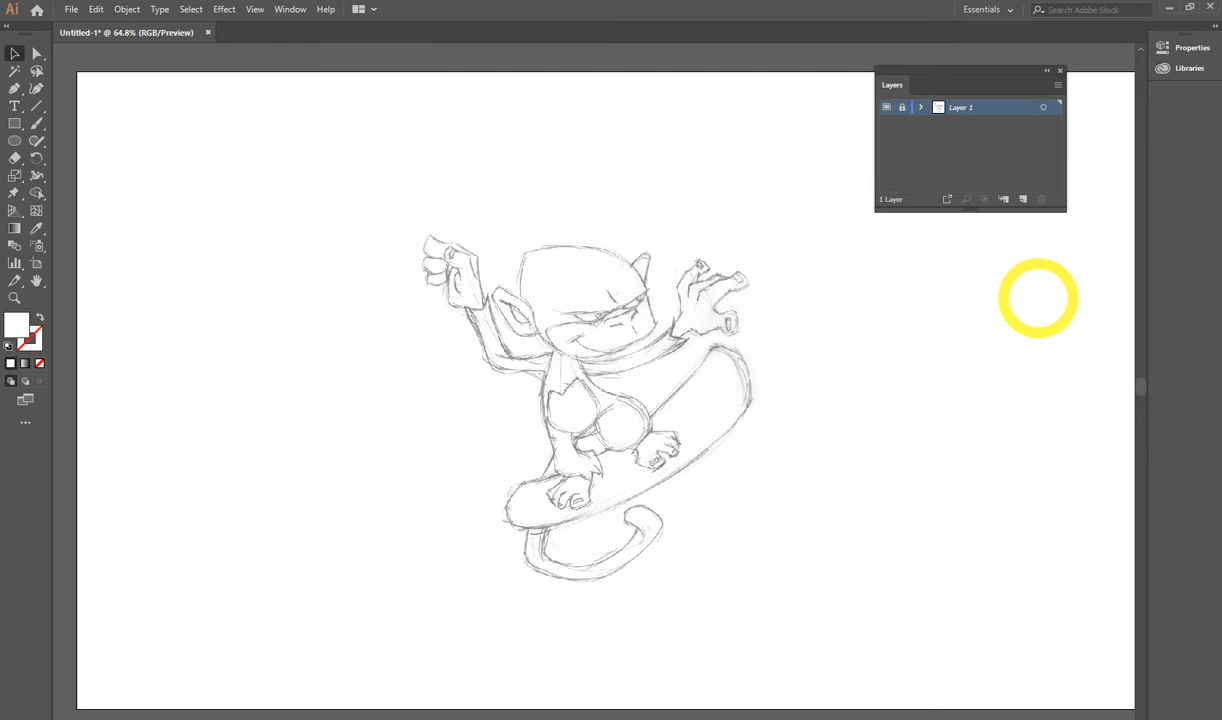 Ai File Edit Object Type Select Effect View Window Help Essentials Search Adobe Stock
Untitled-1* @ 64.8% (RGB/Preview) ×
Properties
Libraries
Layers
Layer 1
1 Layer
T